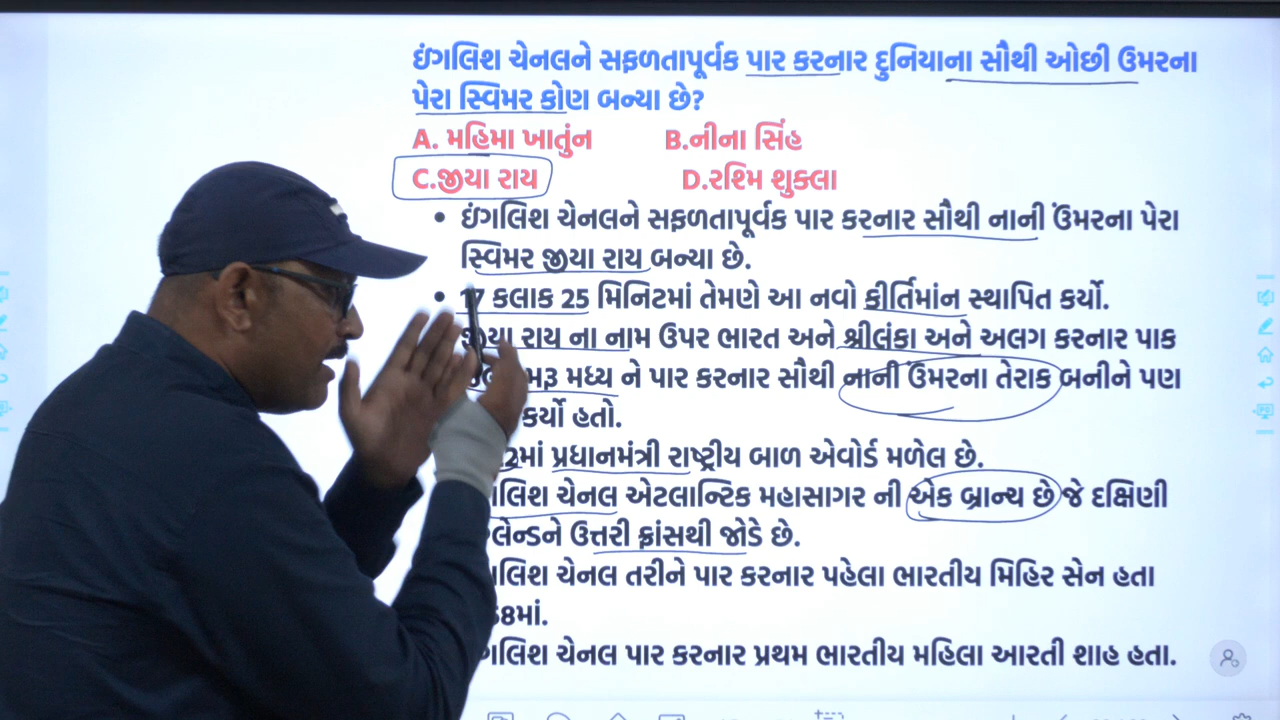 ઇંગલિશ ચેનલને સફળતાપૂર્વક પાર કરનાર દુનિયાના સૌથી ઓછી ઉમરના
પેરા સ્વિમર કોણ બન્યા છે?
A. મહિમા ખાતુંન B.નીના સિંહ
C.જીયા રાય D.રશ્મિ શુક્લા
• ઇંગલિશ ચેનલને સફળતાપૂર્વક પાર કરનાર સૌથી નાની ઉંમરના પેરા
સ્વિમર જીયા રાય બન્યા છે.
• 17 કલાક 25 મિનિટમાં તેમણે આ નવો કીર્તિમાંન સ્થાપિત કર્યો.
જીયા રાય ના નામ ઉપર ભારત અને શ્રીલંકા અને અલગ કરનાર પાક
મધ્ય ને પાર કરનાર સૌથી નાની ઉંમરના તેરાક બનીને પણ
કર્યો હતો.
પ્રધાનમંત્રી રાષ્ટ્રીય બાળ એવોર્ડ મળેલ છે.
ચેનલ એટલાન્ટિક મહાસાગર ની એક બ્રાન્ચ છે જે દક્ષિણી
ઉત્તરી ફ્રાંસથી જોડે છે.
ચેનલ તરીને પાર કરનાર પહેલા ભારતીય મિહિર સેન હતા
ચેનલ પાર કરનાર પ્રથમ ભારતીય મહિલા આરતી શાહ હતા.